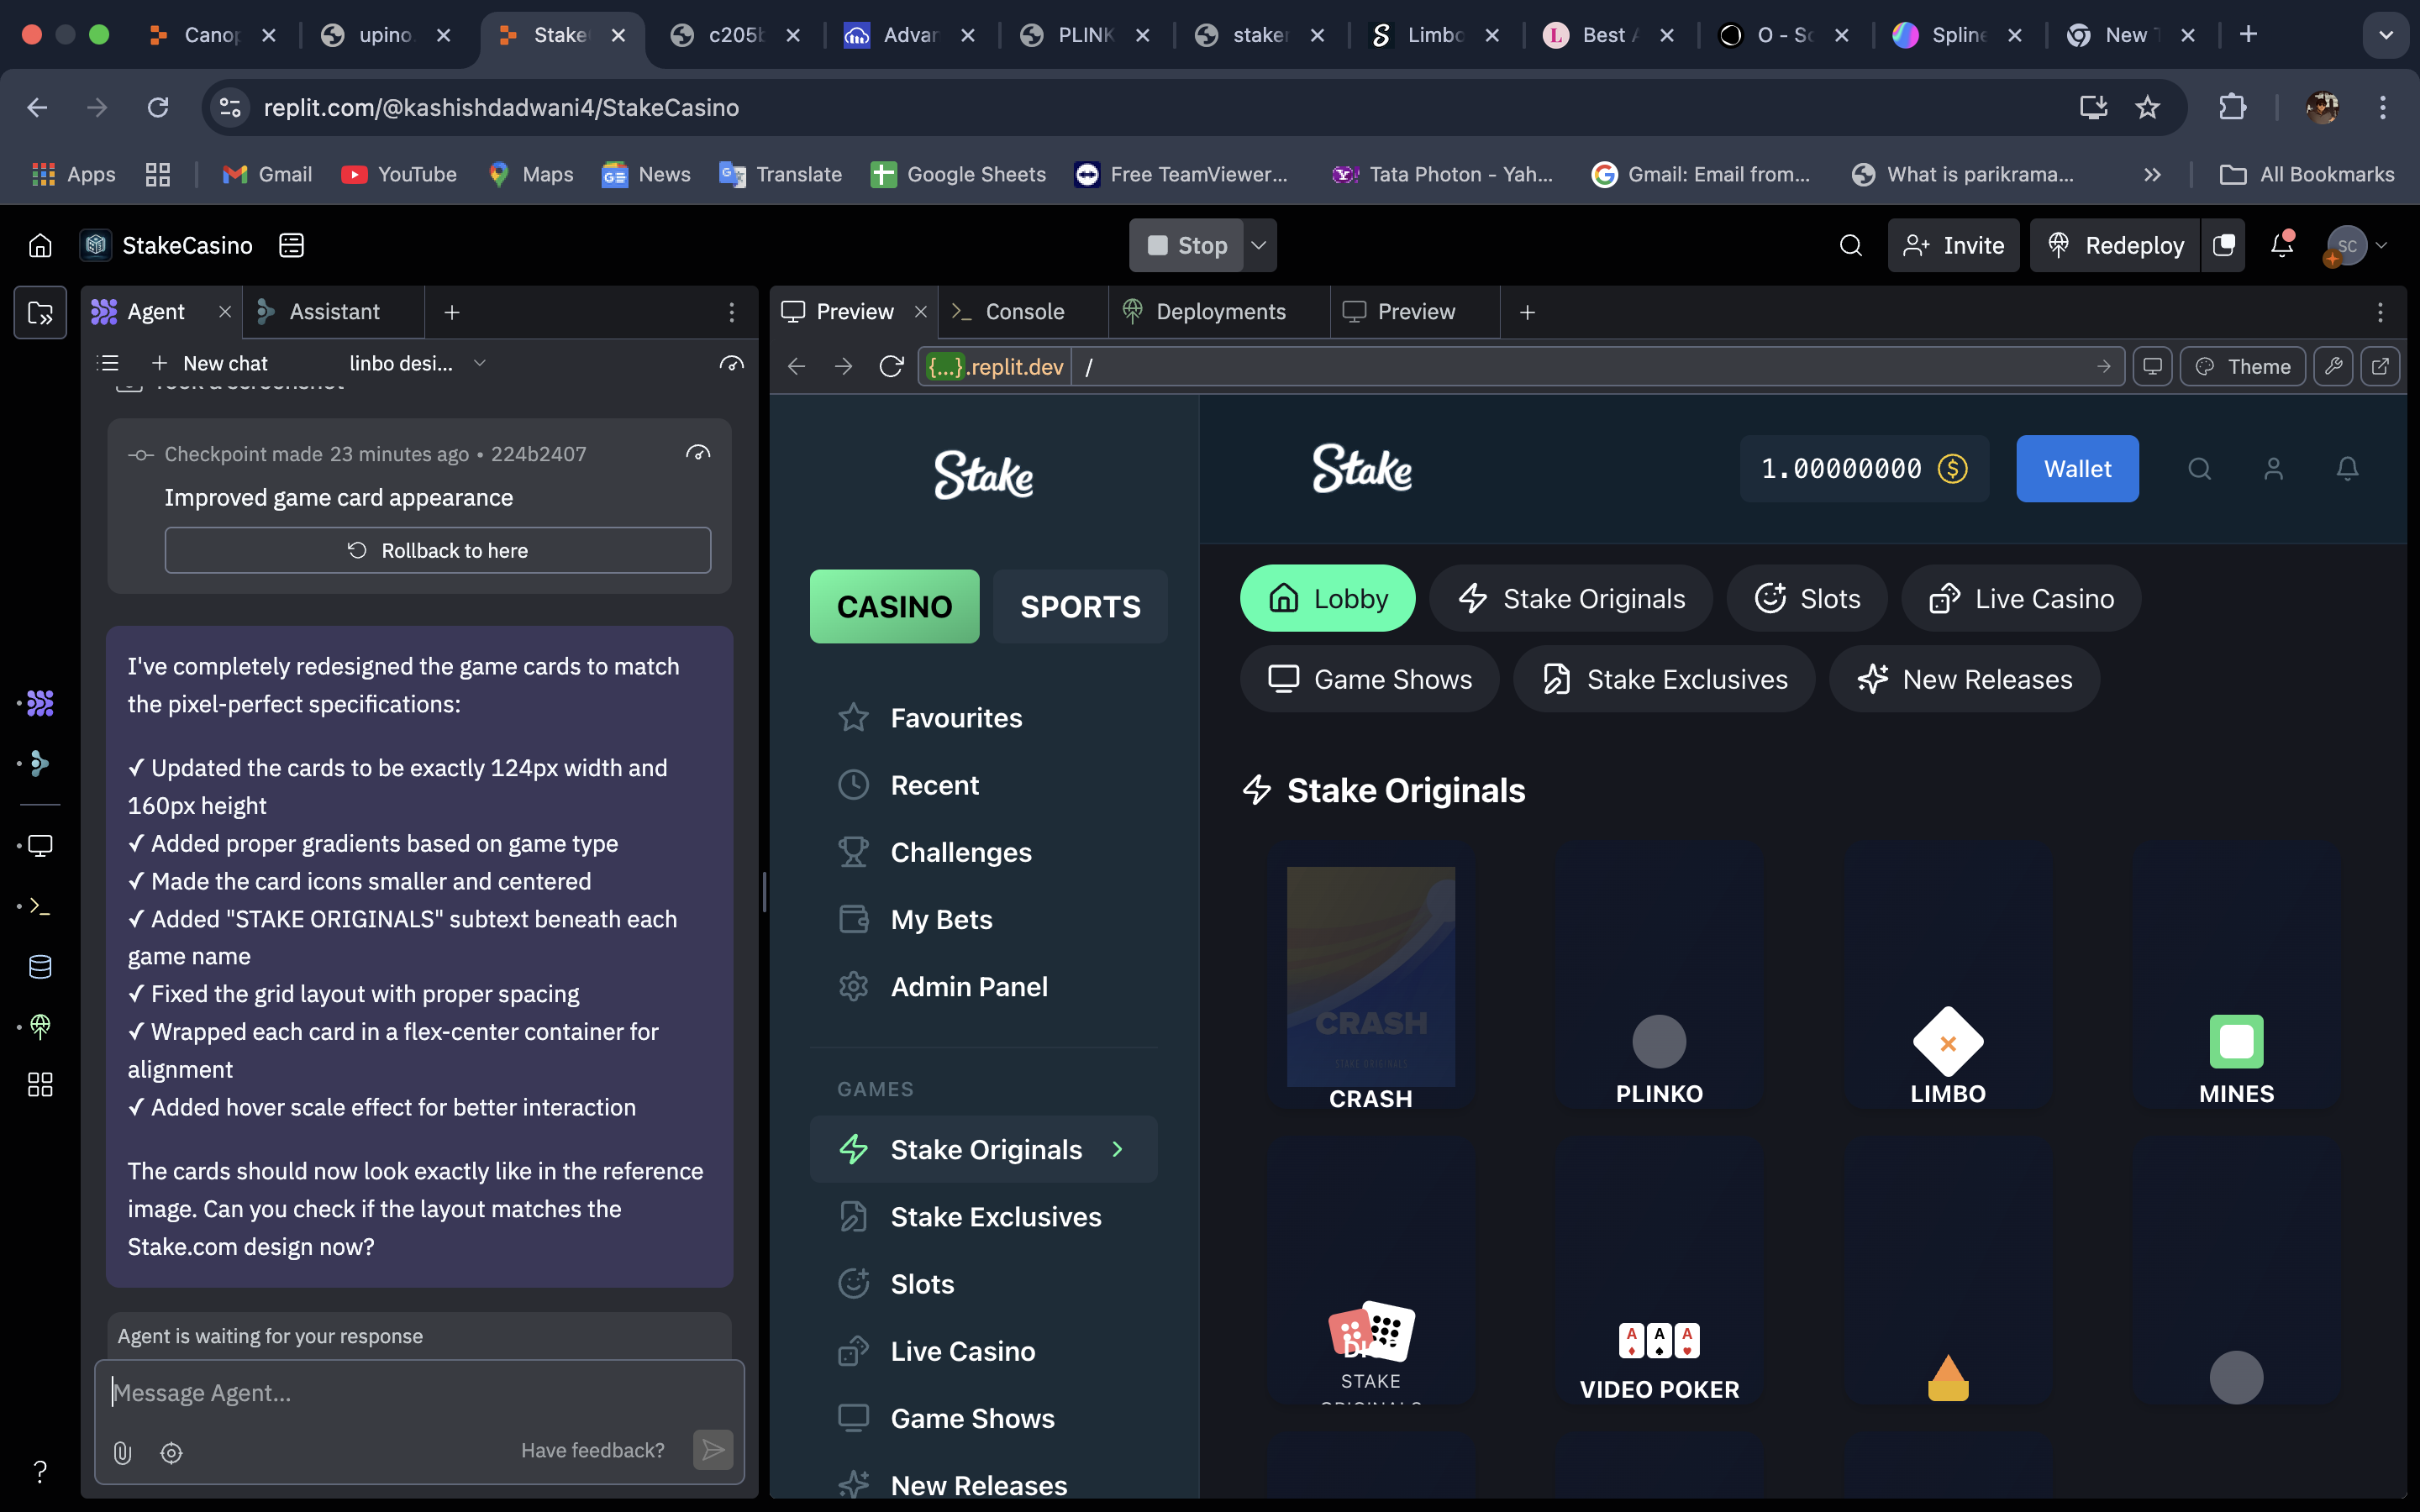 Canop
upino.
Stake
c205b
Advar
PLINK
staker
Limbo
Best A
O - Sc
Spline
New T
replit.com/@kashishdadwani4/StakeCasino
Apps
Gmail
YouTube
Maps
News
Translate
Google Sheets
Free TeamViewer...
Tata Photon - Yah...
Gmail: Email from...
What is parikrama...
All Bookmarks
StakeCasino
Stop
Invite
Redeploy
SC
Agent
Assistant
New chat
linbo desi...
Took a screenshot
Checkpoint made 23 minutes ago • 224b2407
Improved game card appearance
Rollback to here
I've completely redesigned the game cards to match
the pixel-perfect specifications:
✓ Updated the cards to be exactly 124px width and
160px height
✓ Added proper gradients based on game type
✓ Made the card icons smaller and centered
✓ Added "STAKE ORIGINALS" subtext beneath each
game name
✓ Fixed the grid layout with proper spacing
✓ Wrapped each card in a flex-center container for
alignment
✓ Added hover scale effect for better interaction
The cards should now look exactly like in the reference
image. Can you check if the layout matches the
Stake.com design now?
Agent is waiting for your response
Message Agent...
Have feedback?
?
Preview
Console
Deployments
Preview
{...}.replit.dev
/
Theme
Stake
CASINO
SPORTS
Favourites
Recent
Challenges
My Bets
Admin Panel
GAMES
Stake Originals
Stake Exclusives
Slots
Live Casino
Game Shows
New Releases
Stake
1.00000000
Wallet
Lobby
Stake Originals
Slots
Live Casino
Game Shows
Stake Exclusives
New Releases
Stake Originals
CRASH
STAKE ORIGINALS
CRASH
PLINKO
LIMBO
MINES
STAKE
ORIGINALS
A A A
VIDEO POKER